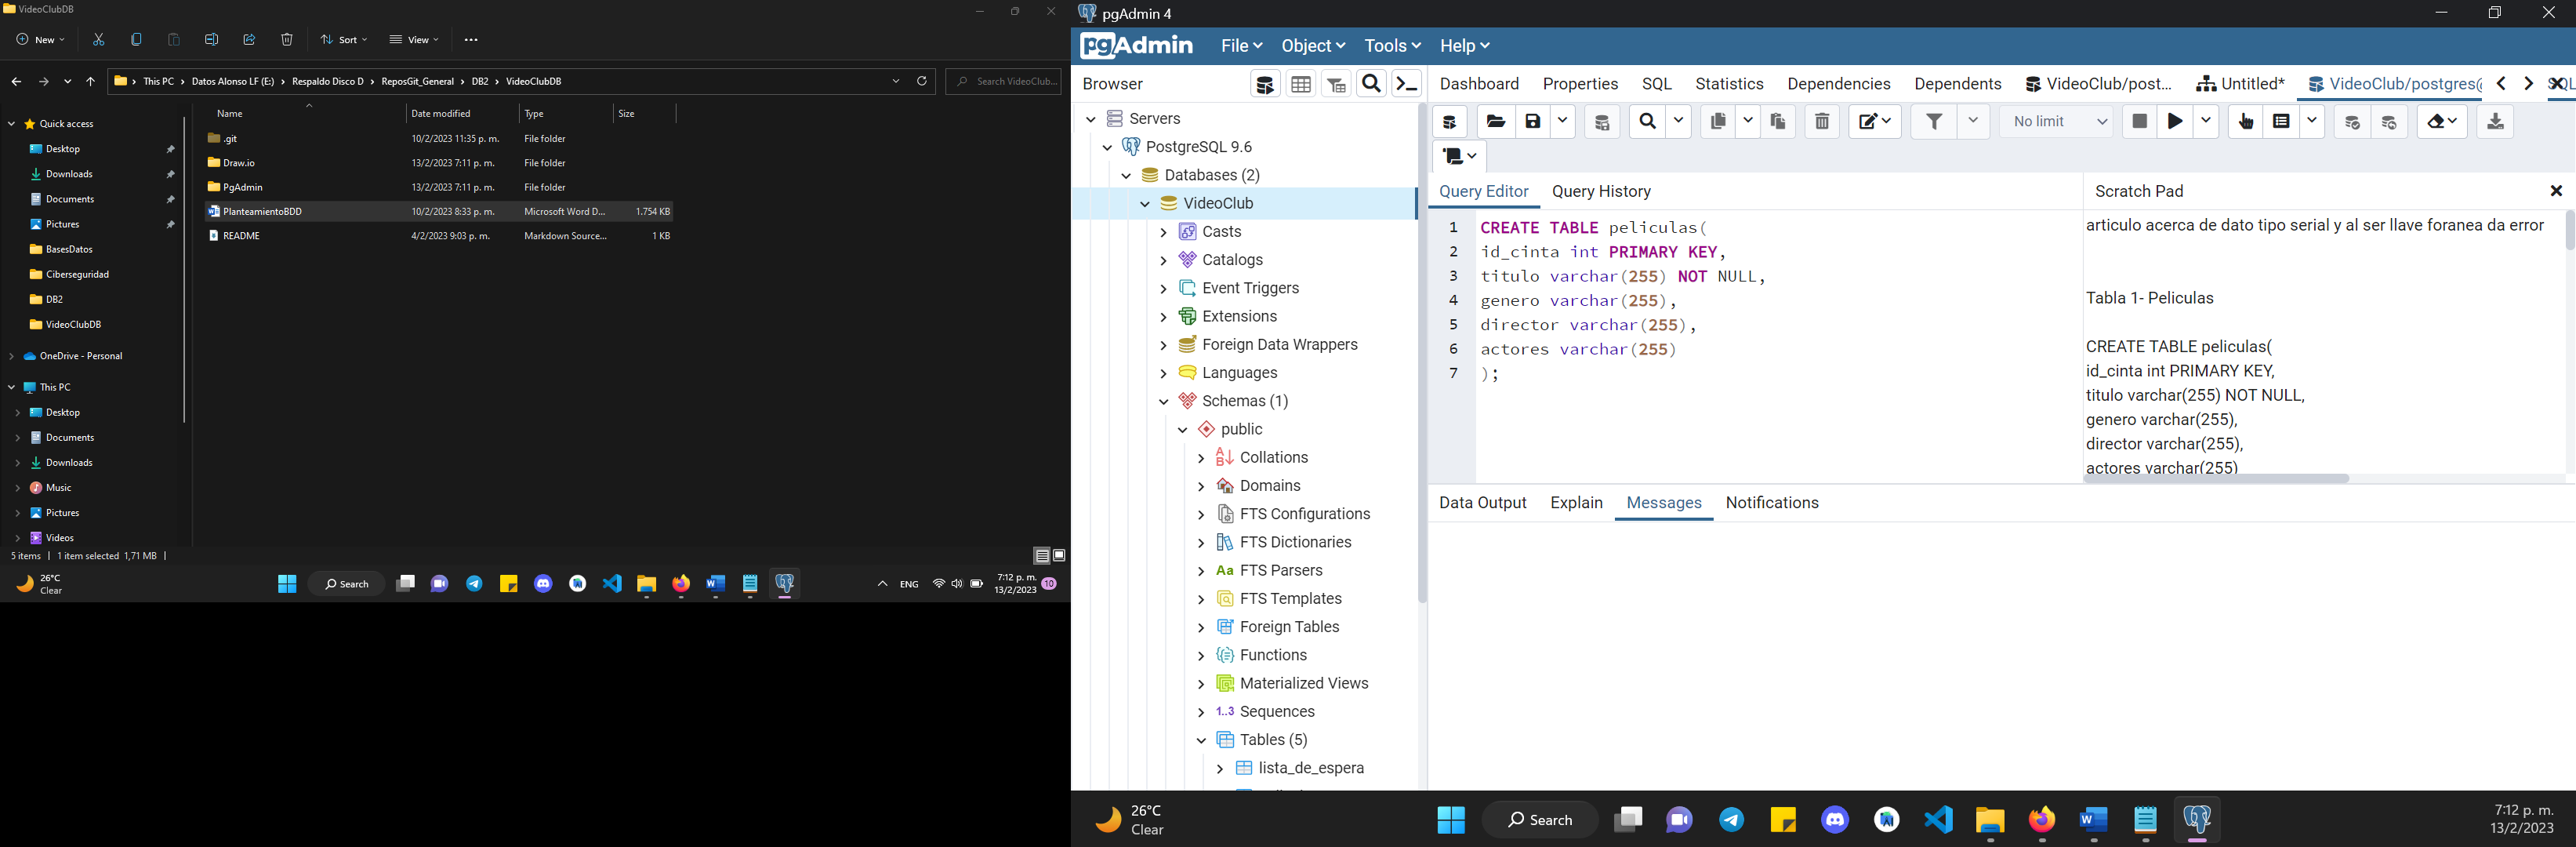 VideoClubDB
New
Sort
View
This PC > Datos Alonso LF (E:) > Respaldo Disco D > ReposGit_General > DB2 > VideoClubDB
Search VideoClub...
Name Date modified Type Size
.git 10/2/2023 11:35 p. m. File folder
Draw.io 13/2/2023 7:11 p. m. File folder
PgAdmin 13/2/2023 7:11 p. m. File folder
PlanteamientoBDD 10/2/2023 8:33 p. m. Microsoft Word D... 1.754 KB
README 4/2/2023 9:03 p. m. Markdown Source... 1 KB
Quick access
Desktop
Downloads
Documents
Pictures
BasesDatos
Ciberseguridad
DB2
VideoClubDB
OneDrive - Personal
This PC
Desktop
Documents
Downloads
Music
Pictures
Videos
5 items | 1 item selected 1,71 MB |
26°C
Clear
Search
ENG
7:12 p. m.
13/2/2023
10
pgAdmin 4
pgAdmin
File
Object
Tools
Help
Browser
Dashboard Properties SQL Statistics Dependencies Dependents VideoClub/post... Untitled* VideoClub/postgres@
No limit
Servers
PostgreSQL 9.6
Databases (2)
VideoClub
Casts
Catalogs
Event Triggers
Extensions
Foreign Data Wrappers
Languages
Schemas (1)
public
Collations
Domains
FTS Configurations
FTS Dictionaries
Aa FTS Parsers
FTS Templates
Foreign Tables
Functions
Materialized Views
1..3 Sequences
Tables (5)
lista_de_espera
Query Editor Query History
1 CREATE TABLE peliculas(
2 id_cinta int PRIMARY KEY,
3 titulo varchar(255) NOT NULL,
4 genero varchar(255),
5 director varchar(255),
6 actores varchar(255)
7 );
Scratch Pad
articulo acerca de dato tipo serial y al ser llave foranea da error
Tabla 1- Peliculas
CREATE TABLE peliculas(
id_cinta int PRIMARY KEY,
titulo varchar(255) NOT NULL,
genero varchar(255),
director varchar(255),
actores varchar(255)
Data Output Explain Messages Notifications
26°C
Clear
Search
7:12 p. m.
13/2/2023